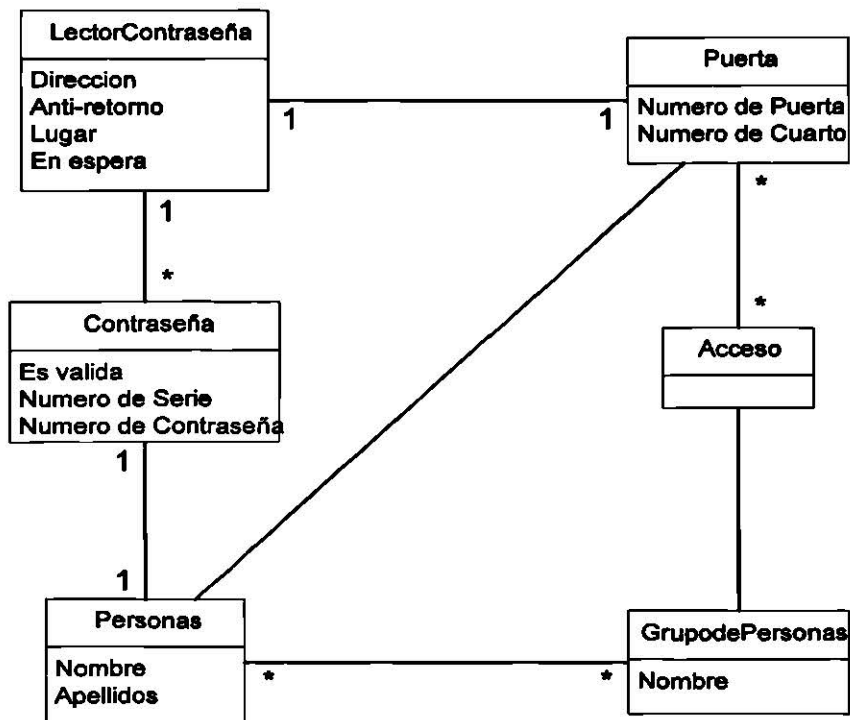 LectorContraseña
Direccion
Anti-retorno
Lugar
En espera
Puerta
Numero de Puerta
Numero de Cuarto
1
1
1
*
*
*
Contraseña
Es valida
Numero de Serie
Numero de Contraseña
Acceso
1
1
Personas
Nombre
Apellidos
*
*
GrupodePersonas
Nombre